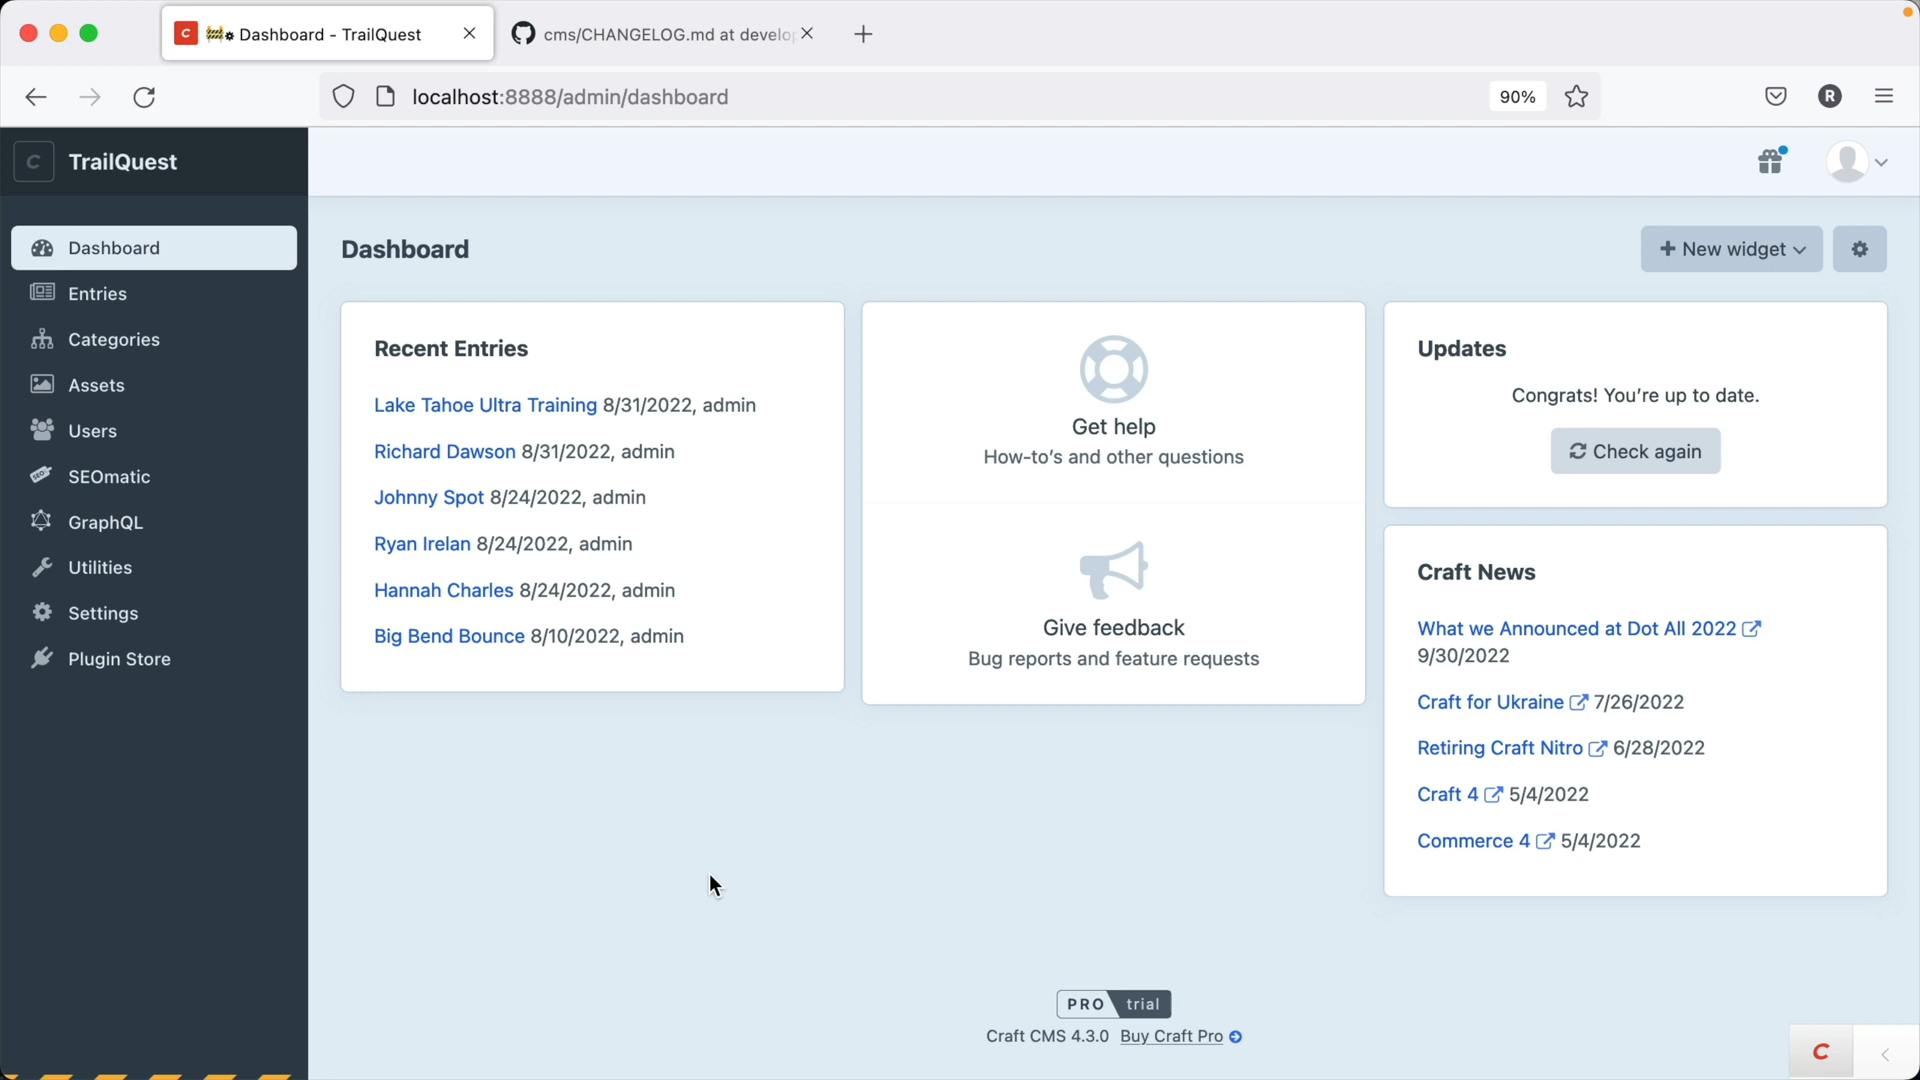 Dashboard - TrailQuest
cms/CHANGELOG.md at develo
localhost:8888/admin/dashboard
90%
R
C TrailQuest
Dashboard
Entries
Categories
Assets
Users
SEOmatic
GraphQL
Utilities
Settings
Plugin Store
Dashboard
New widget
Recent Entries
Lake Tahoe Ultra Training 8/31/2022, admin
Richard Dawson 8/31/2022, admin
Johnny Spot 8/24/2022, admin
Ryan Irelan 8/24/2022, admin
Hannah Charles 8/24/2022, admin
Big Bend Bounce 8/10/2022, admin
Get help
How-to’s and other questions
Give feedback
Bug reports and feature requests
Updates
Congrats! You’re up to date.
Check again
Craft News
What we Announced at Dot All 2022
9/30/2022
Craft for Ukraine 7/26/2022
Retiring Craft Nitro 6/28/2022
Craft 4 5/4/2022
Commerce 4 5/4/2022
PRO trial
Craft CMS 4.3.0 Buy Craft Pro
C